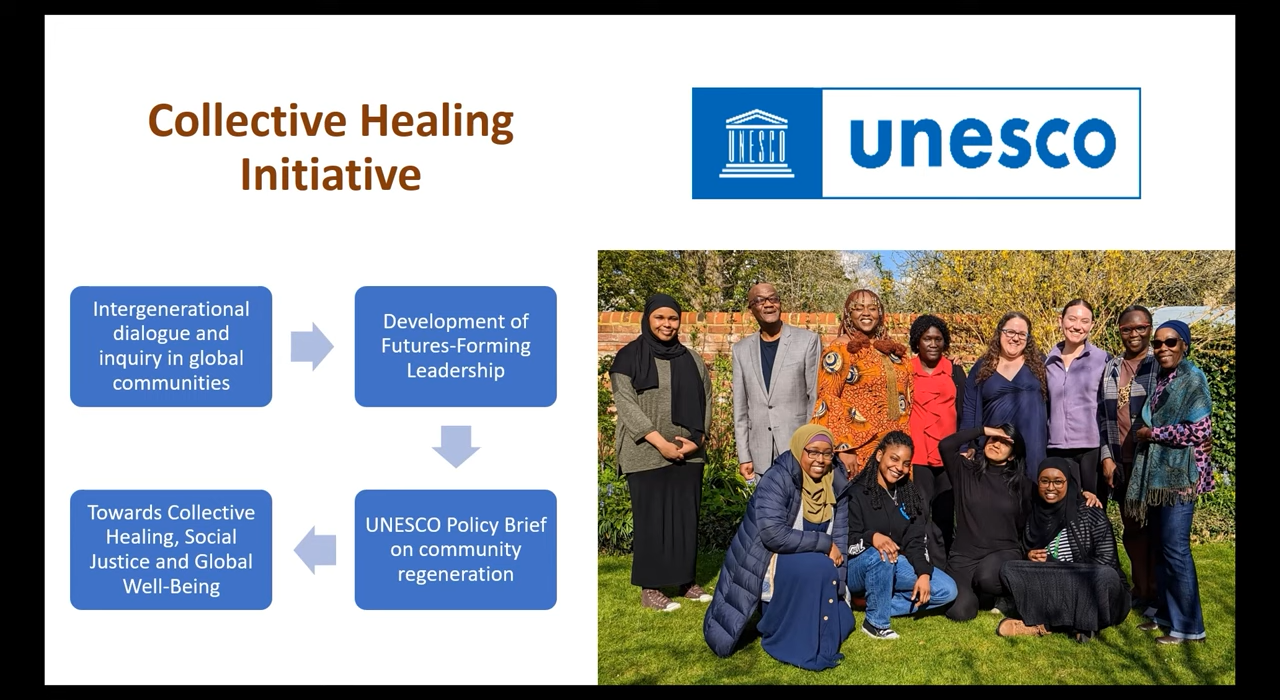 Collective Healing
Initiative
UNESCO
unesco
Intergenerational
dialogue and
inquiry in global
communities
Development of
Futures-Forming
Leadership
UNESCO Policy Brief
on community
regeneration
Towards Collective
Healing, Social
Justice and Global
Well-Being